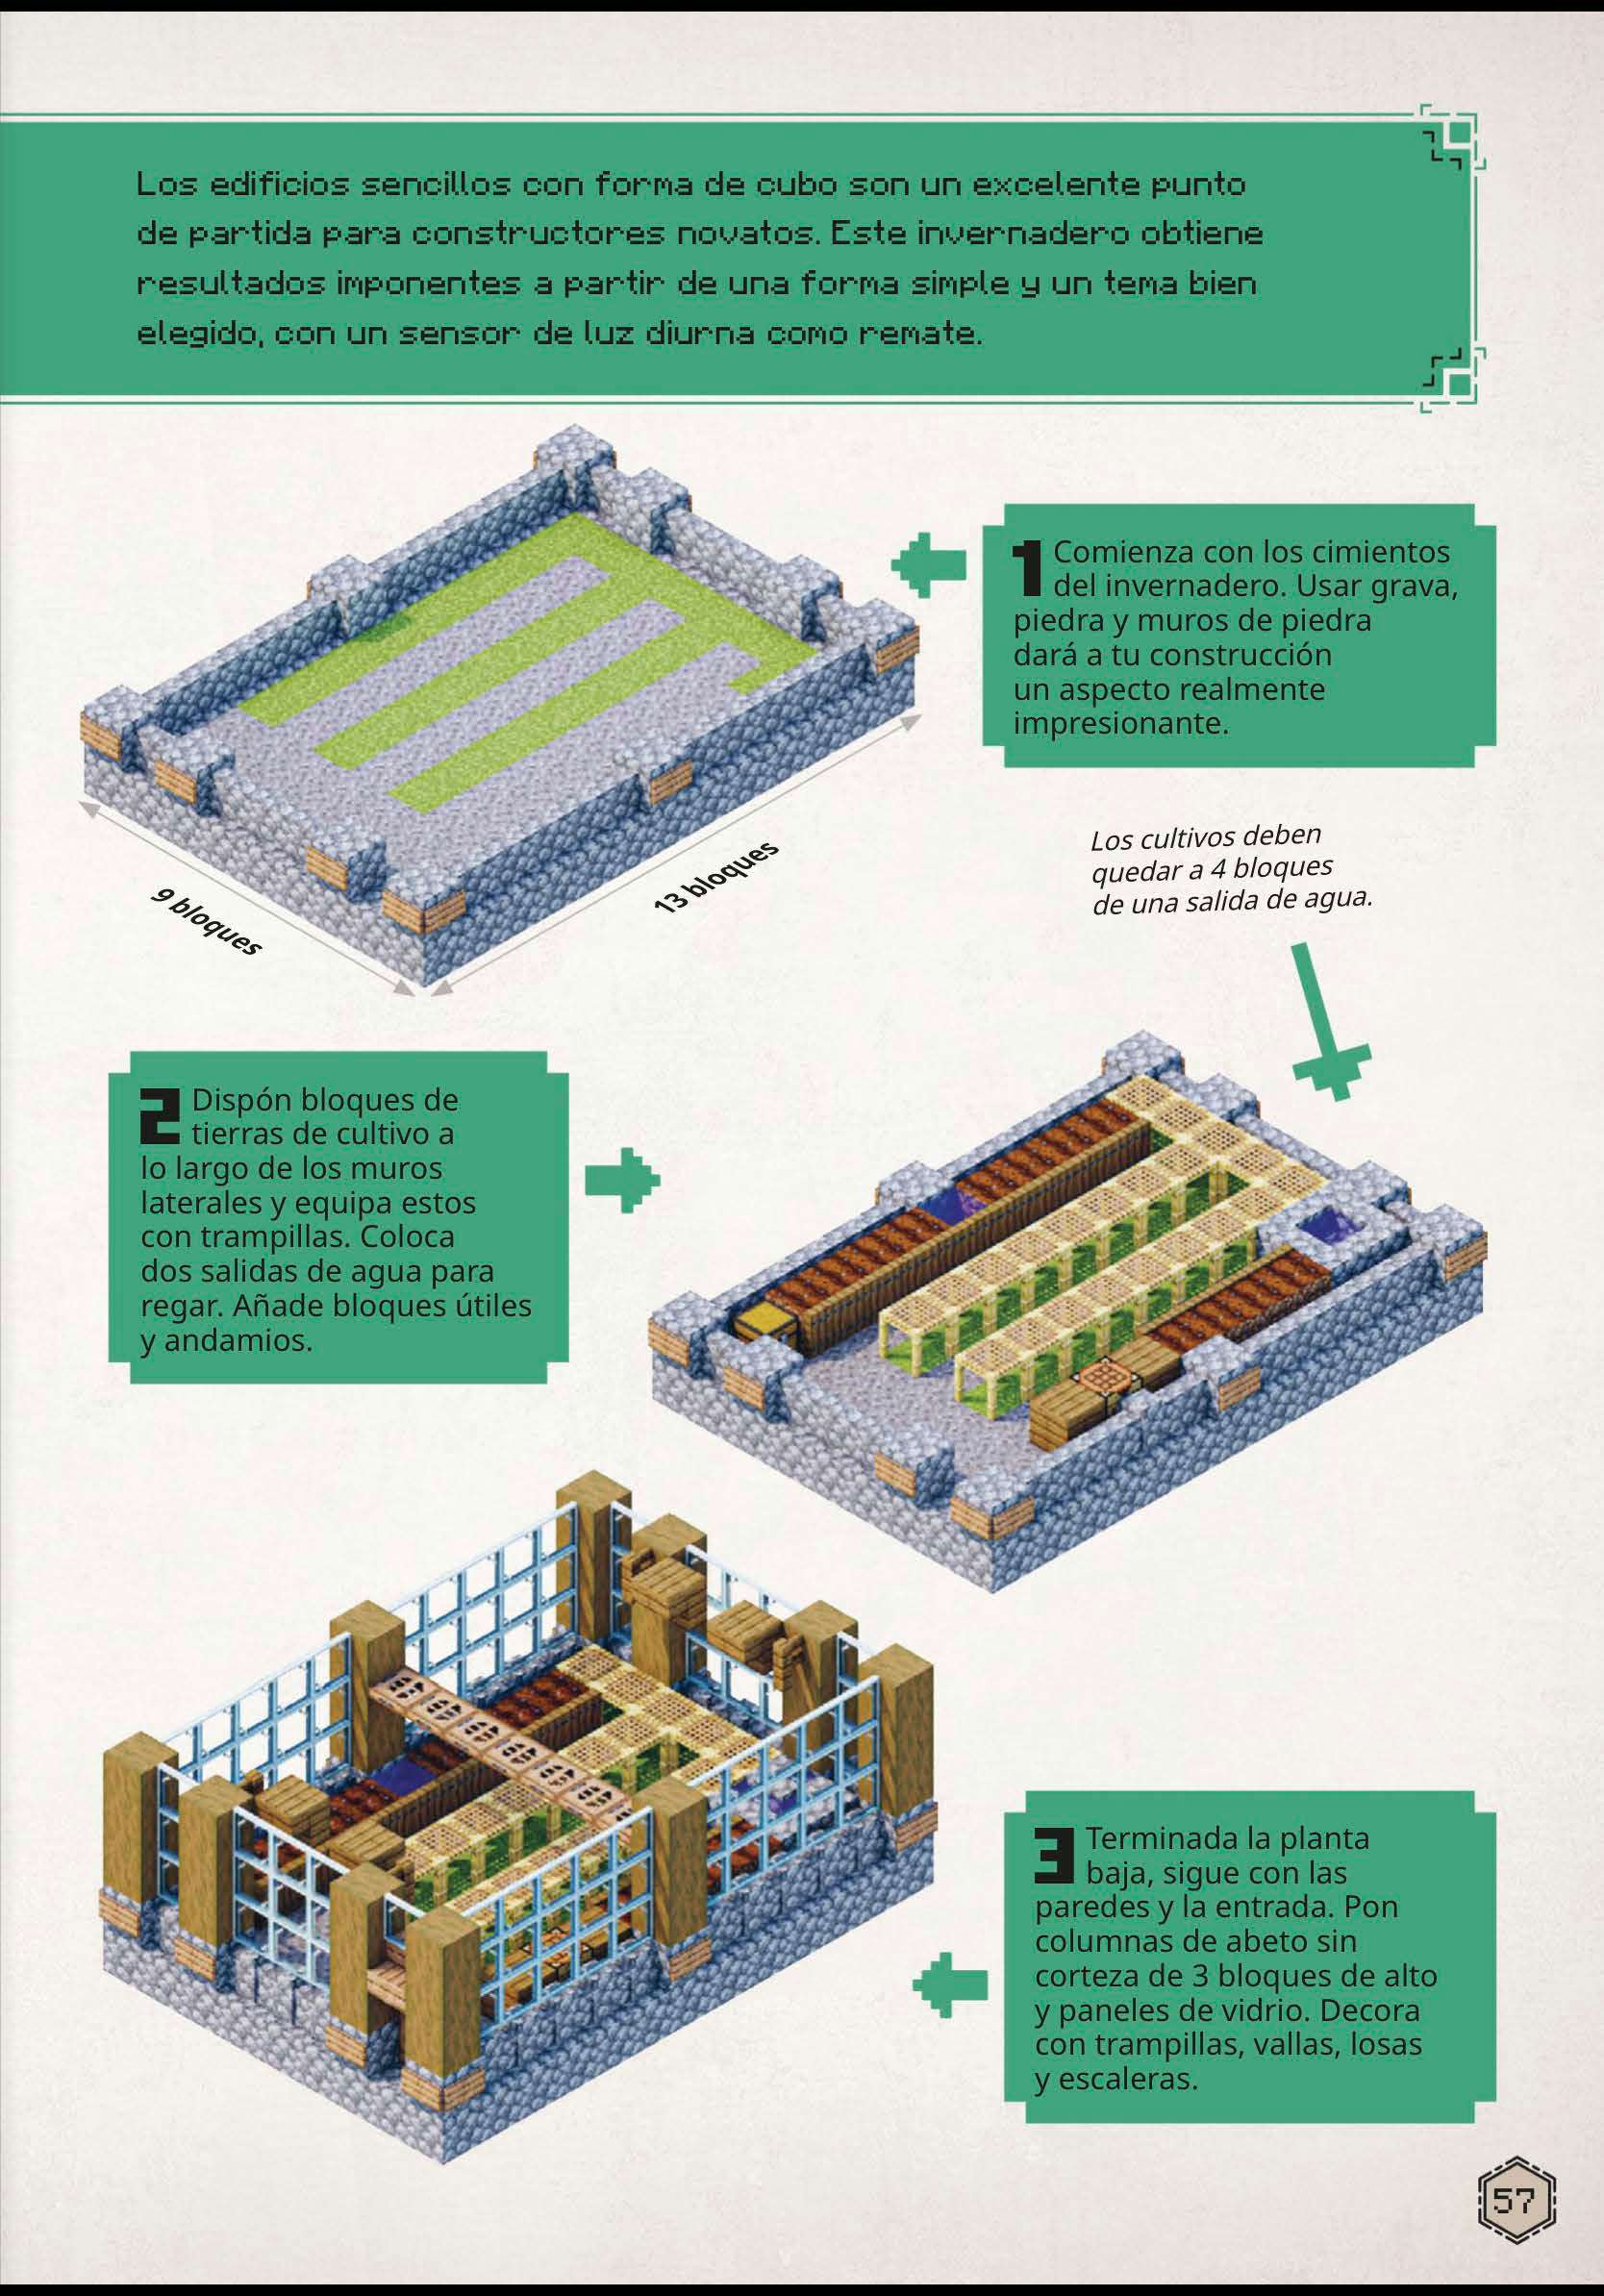 Los edificios sencillos con forma de cubo son un excelente punto
de partida para constructores novatos. Este invernadero obtiene
resultados imponentes a partir de una forma simple y un tema bien
elegido, con un sensor de luz diurna como remate.
1 Comienza con los cimientos
del invernadero. Usar grava,
piedra y muros de piedra
dará a tu construcción
un aspecto realmente
impresionante.
9 bloques
13 bloques
Los cultivos deben
quedar a 4 bloques
de una salida de agua.
2 Dispón bloques de
tierras de cultivo a
lo largo de los muros
laterales y equipa estos
con trampillas. Coloca
dos salidas de agua para
regar. Añade bloques útiles
y andamios.
3 Terminada la planta
baja, sigue con las
paredes y la entrada. Pon
columnas de abeto sin
corteza de 3 bloques de alto
y paneles de vidrio. Decora
con trampillas, vallas, losas
y escaleras.
57